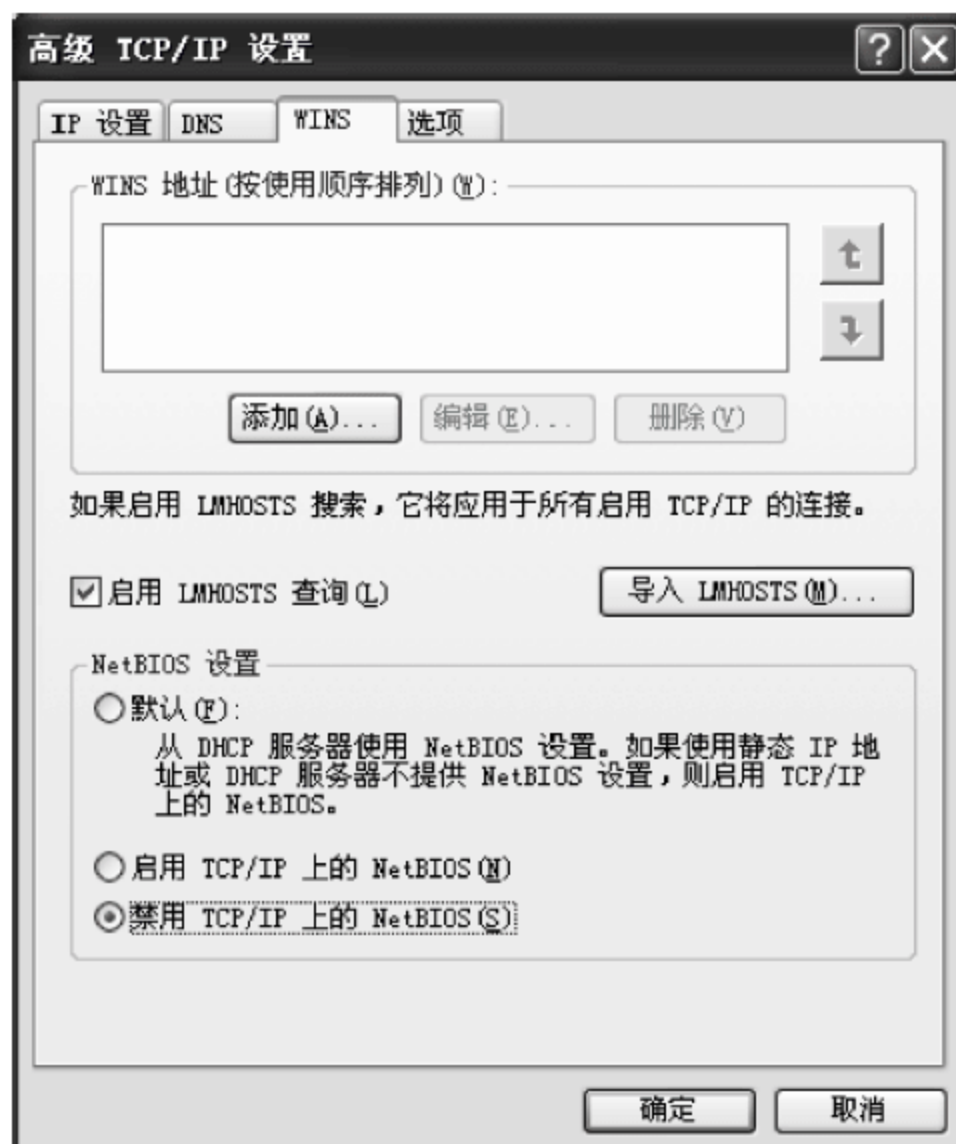 高级 TCP/IP 设置
IP 设置 DNS WINS 选项
WINS 地址(按使用顺序排列)(W):
添加(A)... 编辑(E)... 删除(V)
如果启用 LMHOSTS 搜索，它将应用于所有启用 TCP/IP 的连接。
启用 LMHOSTS 查询(L) 导入 LMHOSTS(M)...
NetBIOS 设置
默认(F):
从 DHCP 服务器使用 NetBIOS 设置。如果使用静态 IP 地
址或 DHCP 服务器不提供 NetBIOS 设置，则启用 TCP/IP
上的 NetBIOS。
启用 TCP/IP 上的 NetBIOS(N)
禁用 TCP/IP 上的 NetBIOS(S)
确定 取消